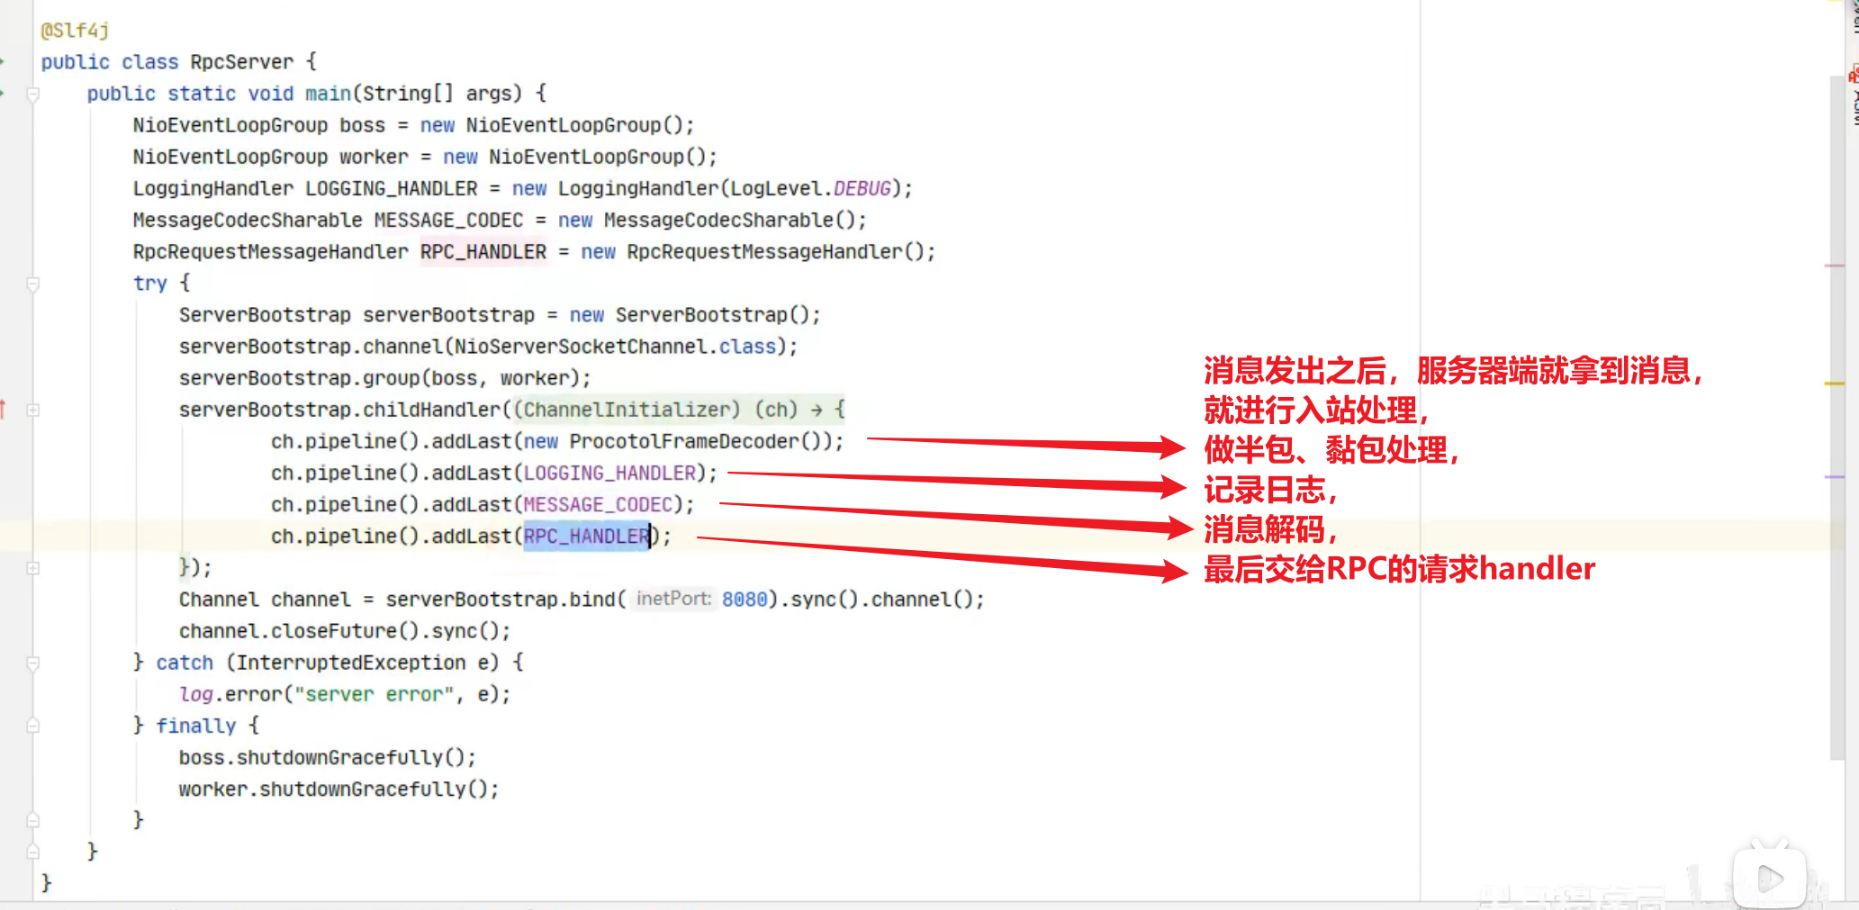 @Slf4j
public class RpcServer {
public static void main(String[] args) {
NioEventLoopGroup boss = new NioEventLoopGroup();
NioEventLoopGroup worker = new NioEventLoopGroup();
LoggingHandler LOGGING_HANDLER = new LoggingHandler(LogLevel.DEBUG);
MessageCodecSharable MESSAGE_CODEC = new MessageCodecSharable();
RpcRequestMessageHandler RPC_HANDLER = new RpcRequestMessageHandler();
try {
ServerBootstrap serverBootstrap = new ServerBootstrap();
serverBootstrap.channel(NioServerSocketChannel.class);
serverBootstrap.group(boss, worker);
serverBootstrap.childHandler((ChannelInitializer) (ch) → {
ch.pipeline().addLast(new ProcotolFrameDecoder());
ch.pipeline().addLast(LOGGING_HANDLER);
ch.pipeline().addLast(MESSAGE_CODEC);
ch.pipeline().addLast(RPC_HANDLER);
});
Channel channel = serverBootstrap.bind( inetPort: 8080).sync().channel();
channel.closeFuture().sync();
} catch (InterruptedException e) {
log.error("server error", e);
} finally {
boss.shutdownGracefully();
worker.shutdownGracefully();
}
}
}
消息发出之后，服务器端就拿到消息，
就进行入站处理，
做半包、黏包处理，
记录日志，
消息解码，
最后交给RPC的请求handler